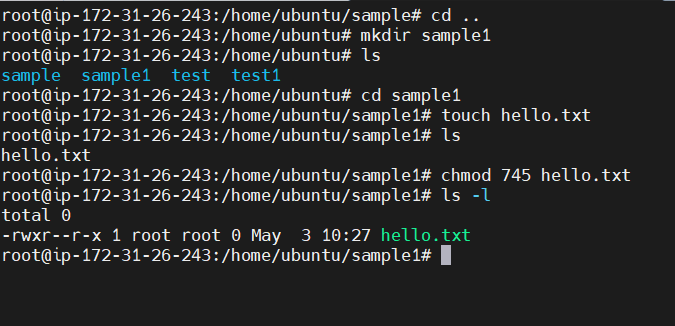 root@ip-172-31-26-243:/home/ubuntu/sample# cd ..
root@ip-172-31-26-243:/home/ubuntu# mkdir sample1
root@ip-172-31-26-243:/home/ubuntu# ls
sample  sample1  test  test1
root@ip-172-31-26-243:/home/ubuntu# cd sample1
root@ip-172-31-26-243:/home/ubuntu/sample1# touch hello.txt
root@ip-172-31-26-243:/home/ubuntu/sample1# ls
hello.txt
root@ip-172-31-26-243:/home/ubuntu/sample1# chmod 745 hello.txt
root@ip-172-31-26-243:/home/ubuntu/sample1# ls -l
total 0
-rwxr--r-x 1 root root 0 May  3 10:27 hello.txt
root@ip-172-31-26-243:/home/ubuntu/sample1#